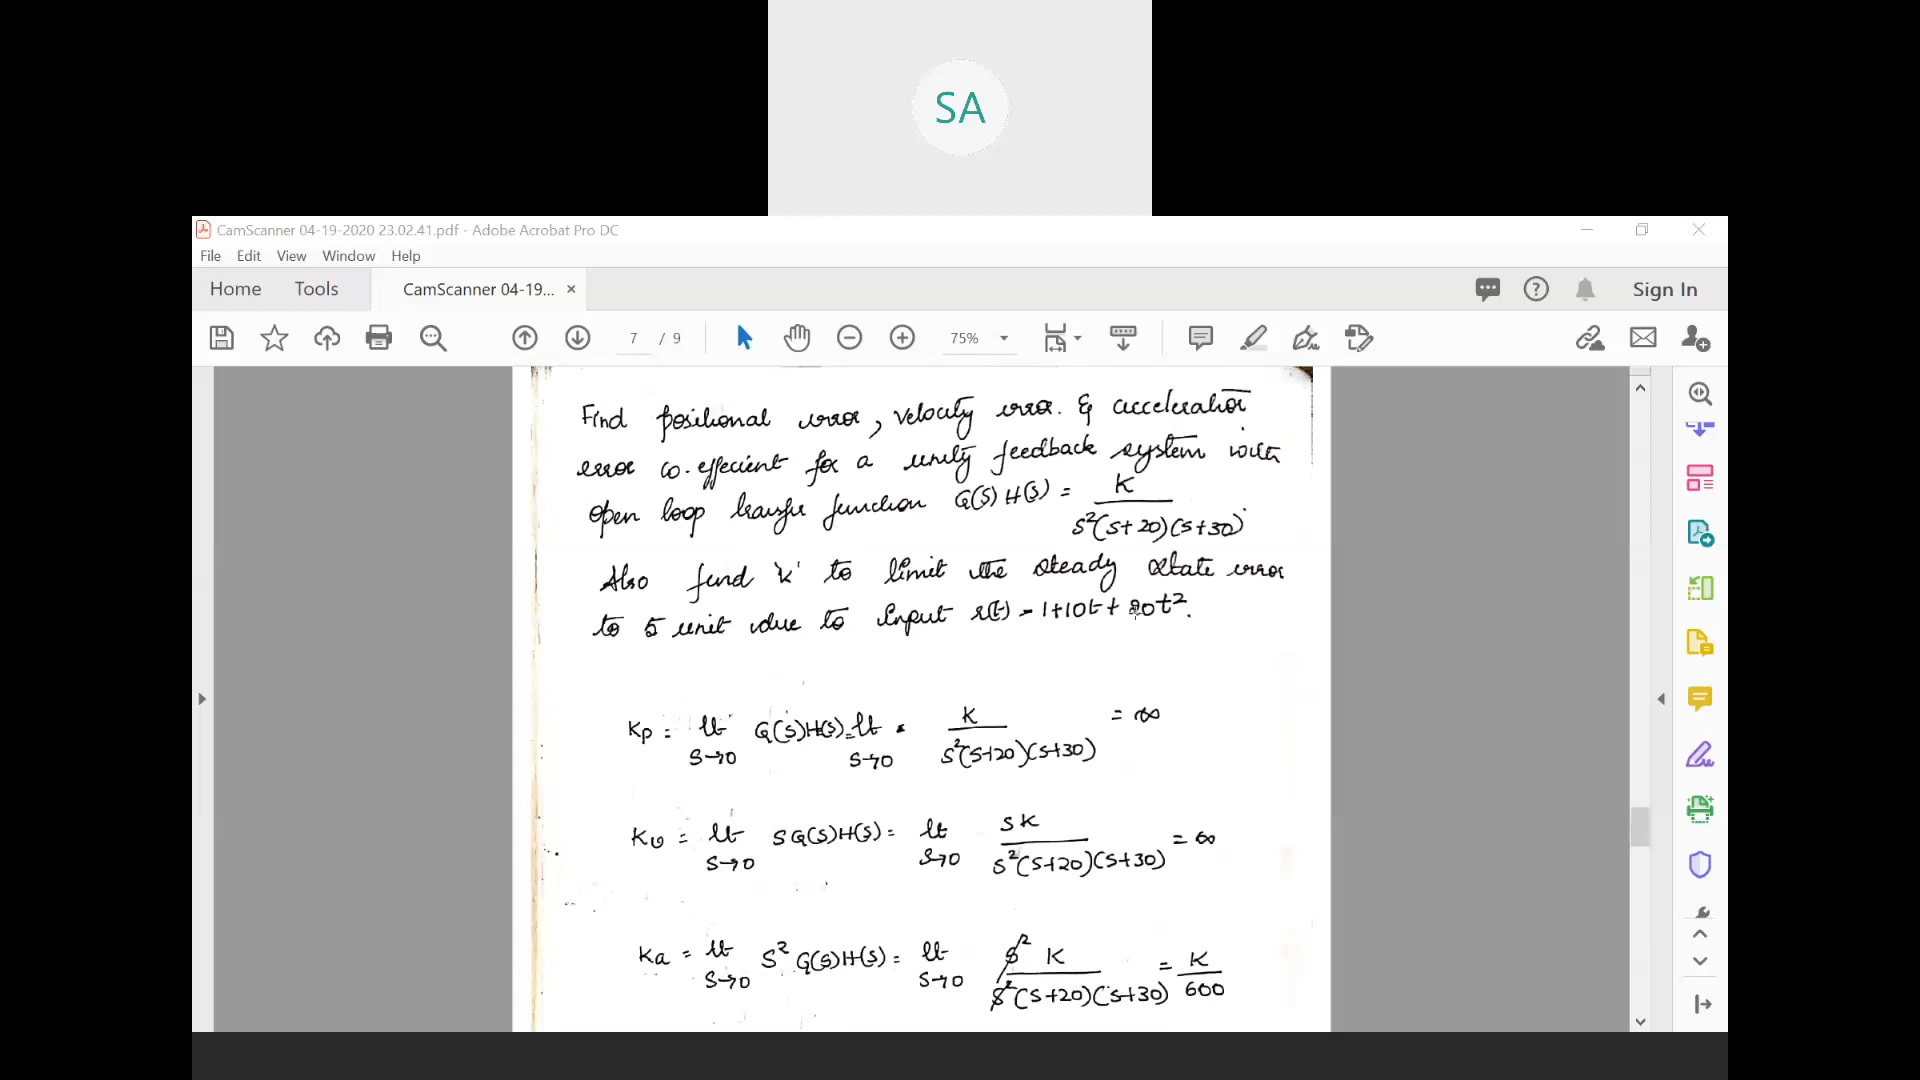 SA
CamScanner 04-19-2020 23.02.41.pdf - Adobe Acrobat Pro DC
File Edit View Window Help
Home Tools CamScanner 04-19... × Sign In
7 / 9 75%
Find positional error, velocity error & acceleration
error co-effecient for a unity feedback system with
open loop transfer function G(S) H(S) = K / S²(S+20)(S+30)
Also find 'K' to limit the steady state error
to 5 unit due to input r(t) = 1+10t + 20t².
Kp = lt S→0 G(S)H(S) = lt S→0 K / S²(S+20)(S+30) = ∞
Kv = lt S→0 S G(S)H(S) = lt S→0 SK / S²(S+20)(S+30) = ∞
Ka = lt S→0 S² G(S)H(S) = lt S→0 S² K / S²(S+20)(S+30) = K / 600